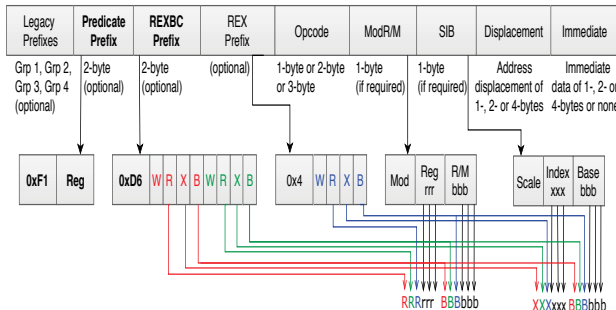 Legacy Prefixes
Predicate Prefix
REXBC Prefix
REX Prefix
Opcode
ModR/M
SIB
Displacement
Immediate
Grp 1, Grp 2, Grp 3, Grp 4 (optional)
2-byte (optional)
2-byte (optional)
(optional)
1-byte or 2-byte or 3-byte
1-byte (if required)
1-byte (if required)
Address displacement of 1-, 2- or 4-bytes
Immediate data of 1-, 2- or 4-bytes or none
0xF1 Reg
0xD6 W R X B W R X B
0x4 W R X B
Mod Reg rrr R/M bbb
Scale Index xxx Base bbb
RRRrrr BBBbbb
XXXxxx BBBbbb